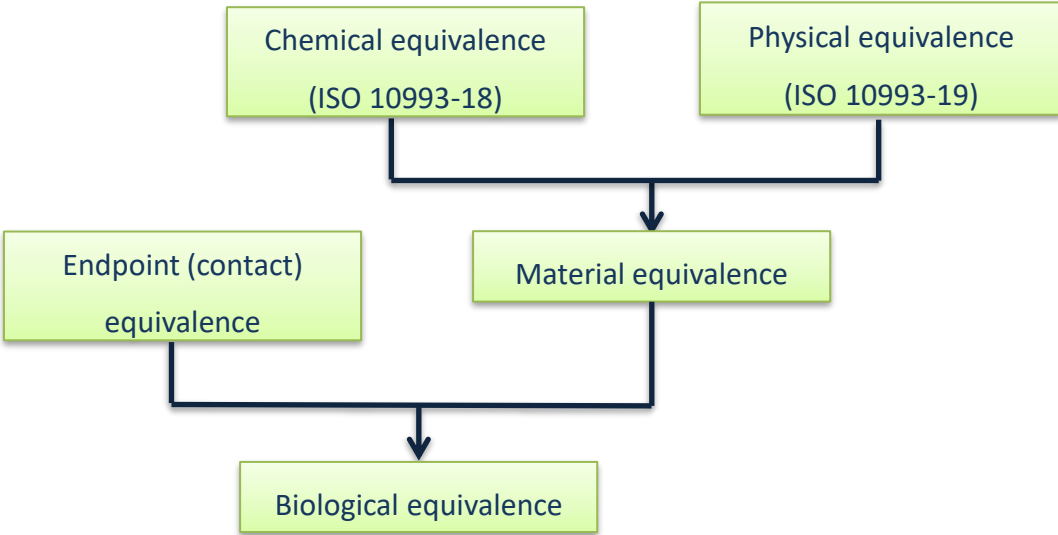 Chemical equivalence
(ISO 10993-18)
Physical equivalence
(ISO 10993-19)
Endpoint (contact)
equivalence
Material equivalence
Biological equivalence